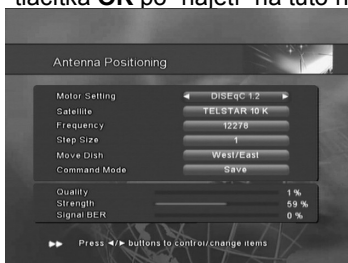 tlačítka OK po najetí na tuto
Antenna Positioning
Motor Setting ◄ DiSEqC 1.2 ►
Satellite TELSTAR 10 K
Frequency 12278
Step Size 1
Move Dish West/East
Command Mode Save
Quality 1 %
Strength 59 %
Signal BER 0 %
►► Press ◄/► buttons to control/change items